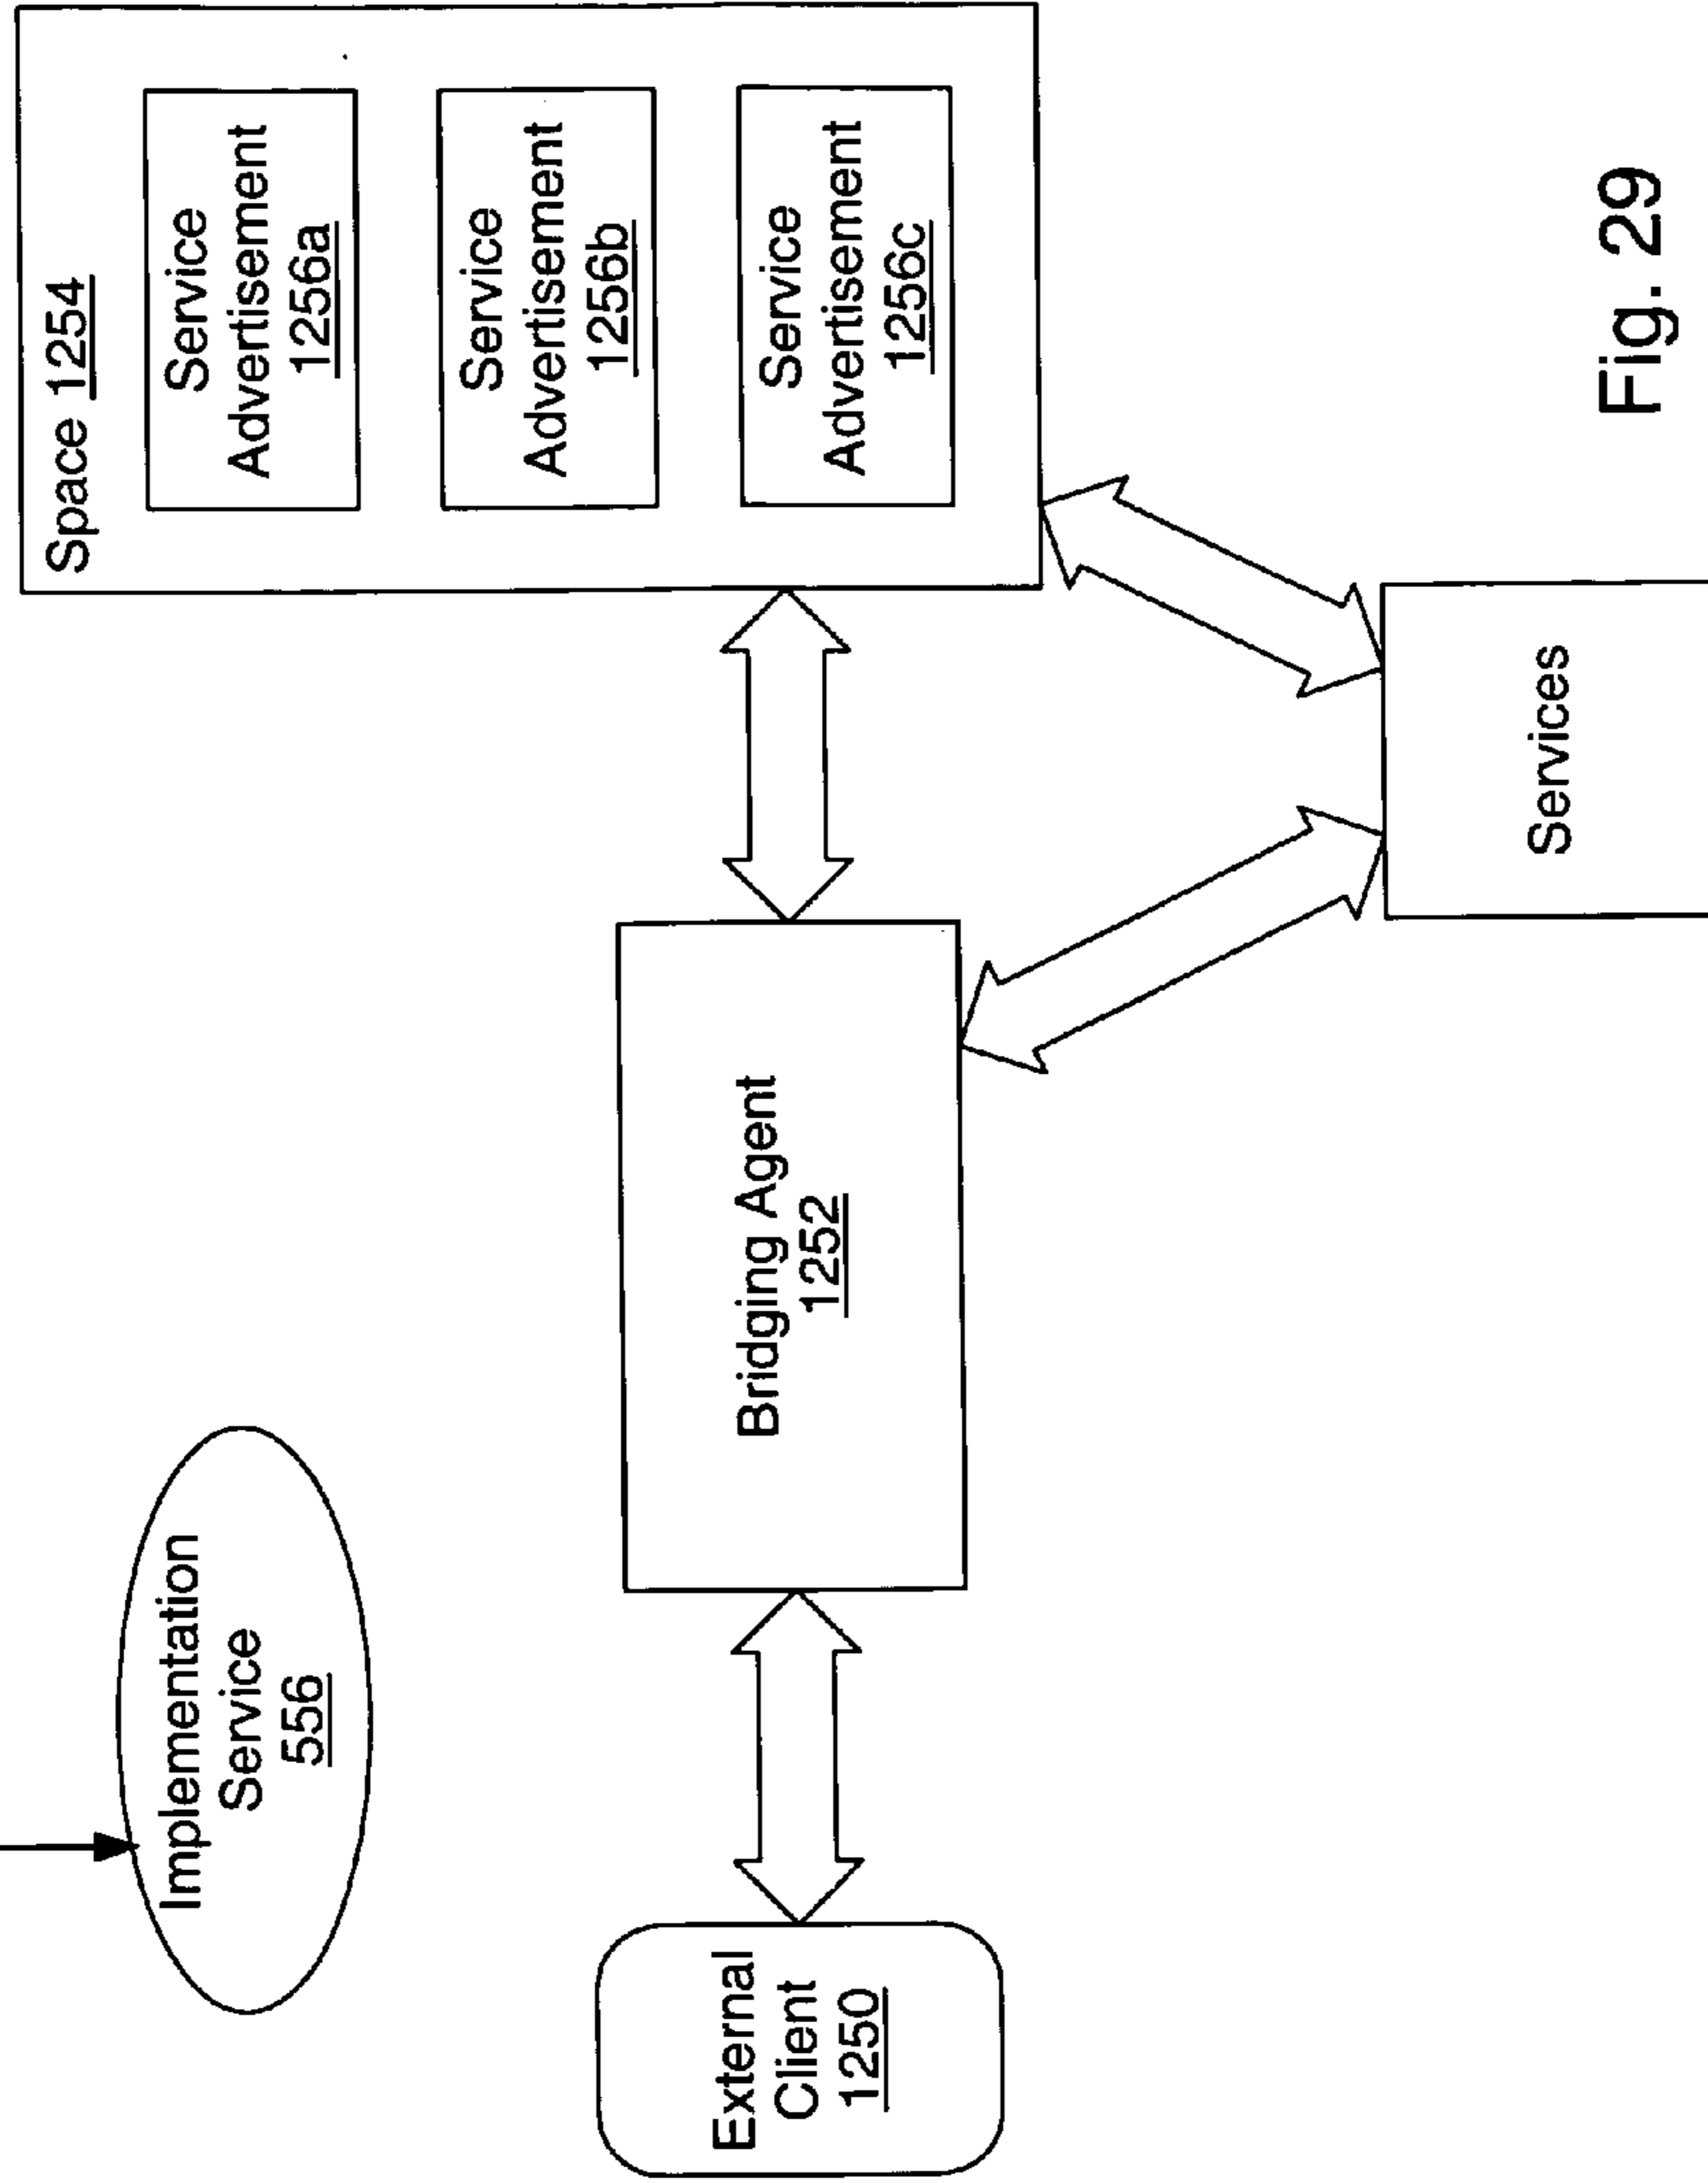 Implementation
Service
556
External
Client
1250
Bridging Agent
1252
Space 1254
Service
Advertisement
1256a
Service
Advertisement
1256b
Service
Advertisement
1256c
Services
Fig. 29